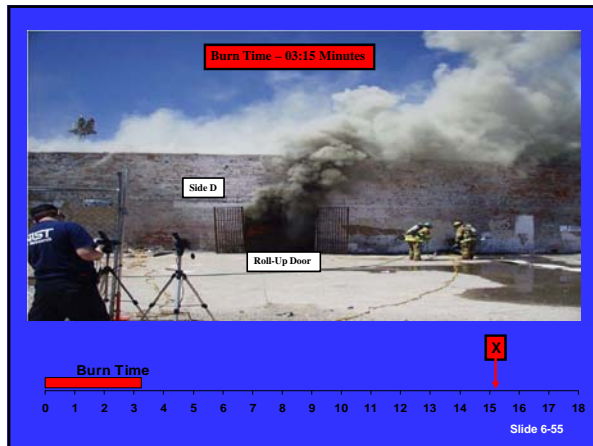 Burn Time – 03:15 Minutes
Side D
Roll-Up Door
X
Burn Time
0 1 2 3 4 5 6 7 8 9 10 11 12 13 14 15 16 17 18
Slide 6-55